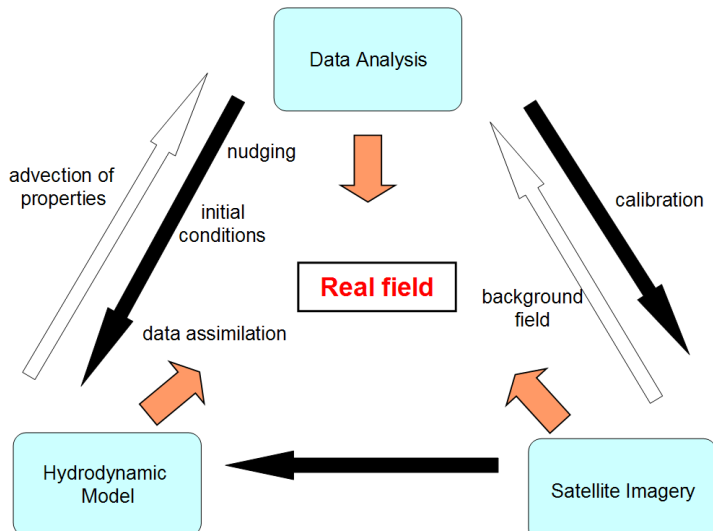 Data Analysis
nudging
advection of
properties
initial
conditions
calibration
Real field
background
field
data assimilation
Hydrodynamic
Model
Satellite Imagery